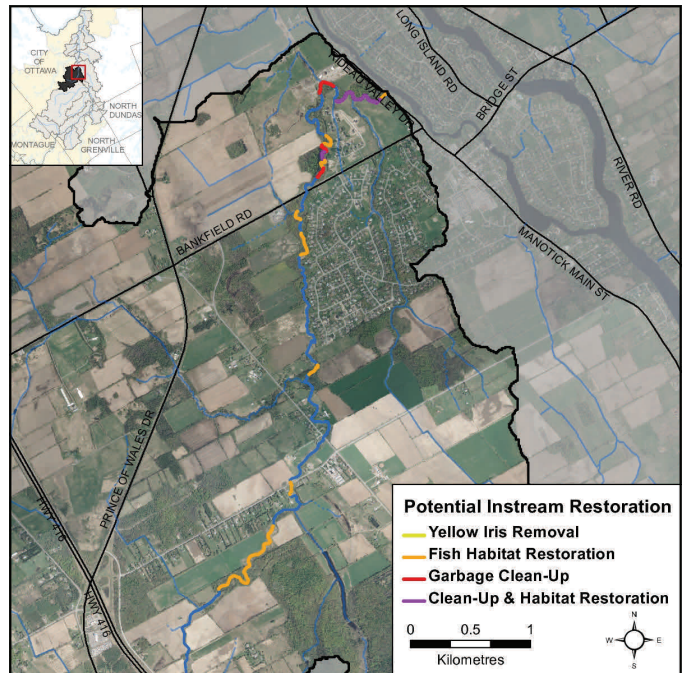 CITY OF
OTTAWA
NORTH
DUNDAS
NORTH
GRENVILLE
MONTAGUE
RIDEAU VALLEY DR
LONG ISLAND RD
BRIDGE ST
RIVER RD
BANKFIELD RD
MANOTICK MAIN ST
PRINCE OF WALES DR
HWY 416
HWY 416
Potential Instream Restoration
Yellow Iris Removal
Fish Habitat Restoration
Garbage Clean-Up
Clean-Up & Habitat Restoration
0 0.5 1
Kilometres
N
W E
S